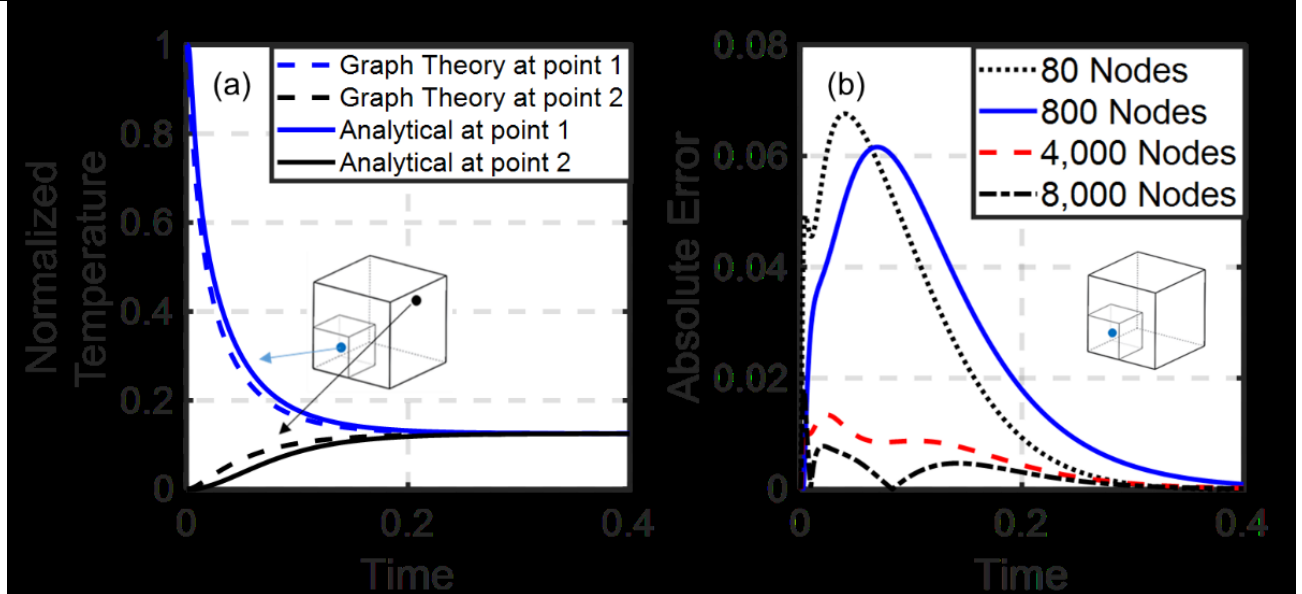 1
0.8
0.6
0.4
0.2
0
0
0.2
0.4
Normalized
Temperature
Time
(a)
Graph Theory at point 1
Graph Theory at point 2
Analytical at point 1
Analytical at point 2
0.08
0.06
0.04
0.02
0
0
0.2
0.4
Absolute Error
Time
(b)
80 Nodes
800 Nodes
4,000 Nodes
8,000 Nodes